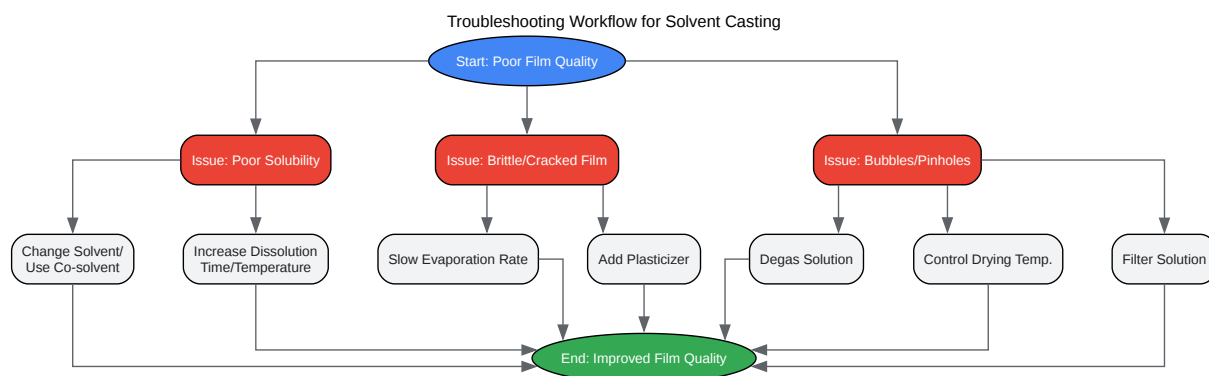 Troubleshooting Workflow for Solvent Casting
Start: Poor Film Quality
Issue: Poor Solubility
Issue: Brittle/Cracked Film
Issue: Bubbles/Pinholes
Change Solvent/
Use Co-solvent
Increase Dissolution
Time/Temperature
Slow Evaporation Rate
Add Plasticizer
Degas Solution
Control Drying Temp.
Filter Solution
End: Improved Film Quality